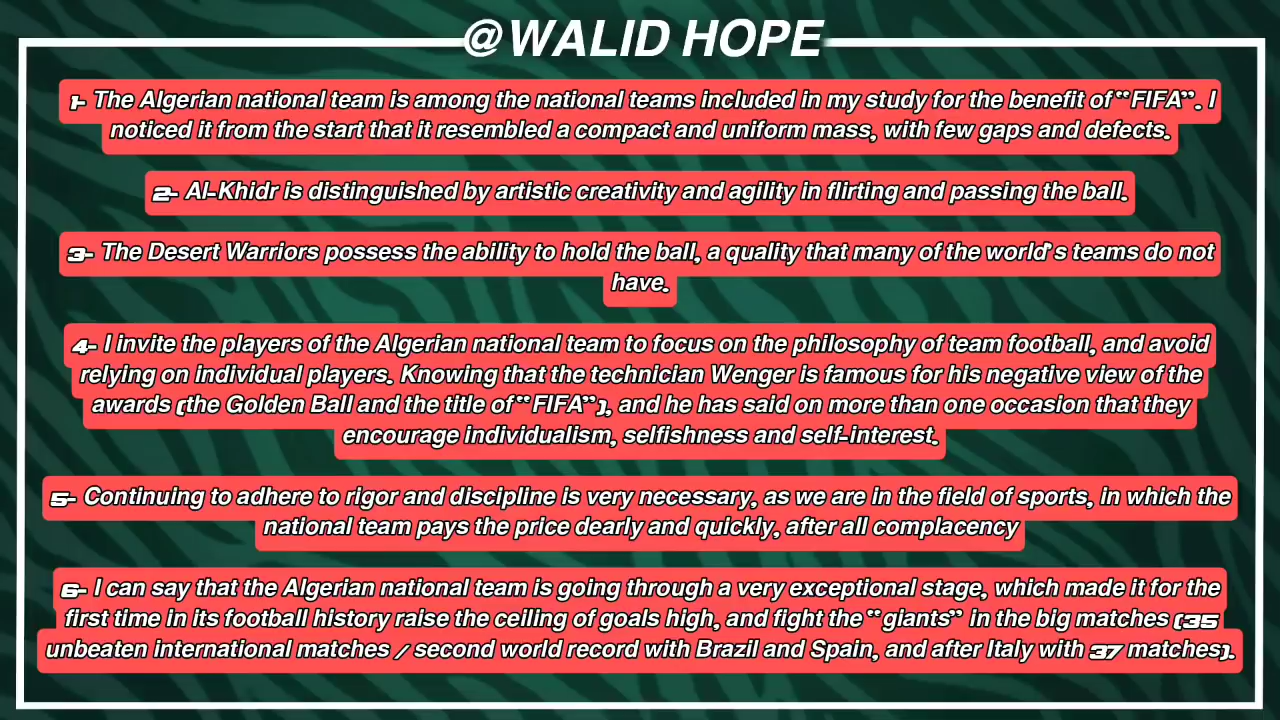 @WALID HOPE
1- The Algerian national team is among the national teams included in my study for the benefit of “FIFA”. I
noticed it from the start that it resembled a compact and uniform mass, with few gaps and defects.
2- Al-Khidr is distinguished by artistic creativity and agility in flirting and passing the ball.
3- The Desert Warriors possess the ability to hold the ball, a quality that many of the world's teams do not
have.
4- I invite the players of the Algerian national team to focus on the philosophy of team football, and avoid
relying on individual players. Knowing that the technician Wenger is famous for his negative view of the
awards (the Golden Ball and the title of “FIFA”), and he has said on more than one occasion that they
encourage individualism, selfishness and self-interest.
5- Continuing to adhere to rigor and discipline is very necessary, as we are in the field of sports, in which the
national team pays the price dearly and quickly, after all complacency
6- I can say that the Algerian national team is going through a very exceptional stage, which made it for the
first time in its football history raise the ceiling of goals high, and fight the “giants” in the big matches (35
unbeaten international matches / second world record with Brazil and Spain, and after Italy with 37 matches).